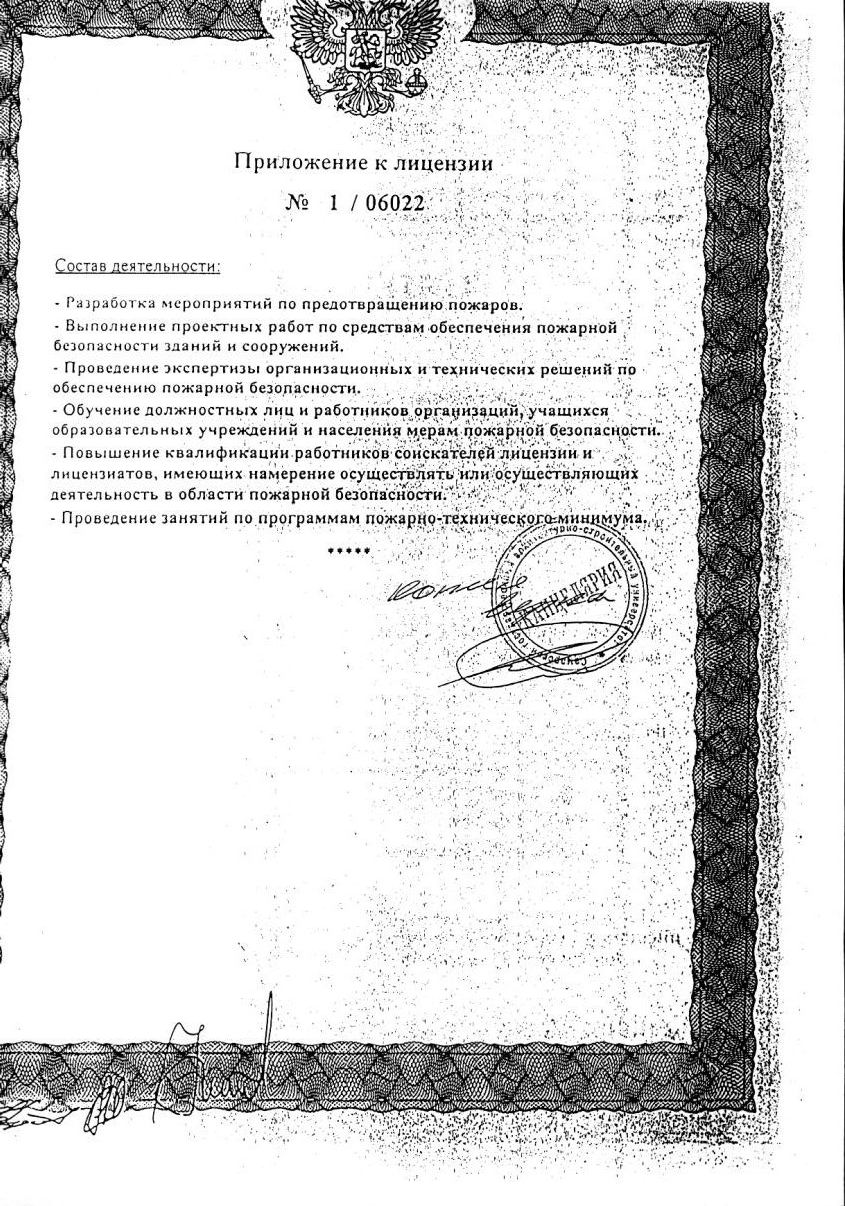 Приложение к лицензии
№ 1 / 06022
Состав деятельности:
- Разработка мероприятий по предотвращению пожаров.
- Выполнение проектных работ по средствам обеспечения пожарной
безопасности зданий и сооружений.
- Проведение экспертизы организационных и технических решений по
обеспечению пожарной безопасности.
- Обучение должностных лиц и работников организаций, учащихся
образовательных учреждений и населения мерам пожарной безопасности.
- Повышение квалификации работников соискателей лицензии и
лицензиатов, имеющих намерение осуществлять или осуществляющих
деятельность в области пожарной безопасности.
- Проведение занятий по программам пожарно-технического минимума.
*****
КАНЦЕЛЯРИЯ